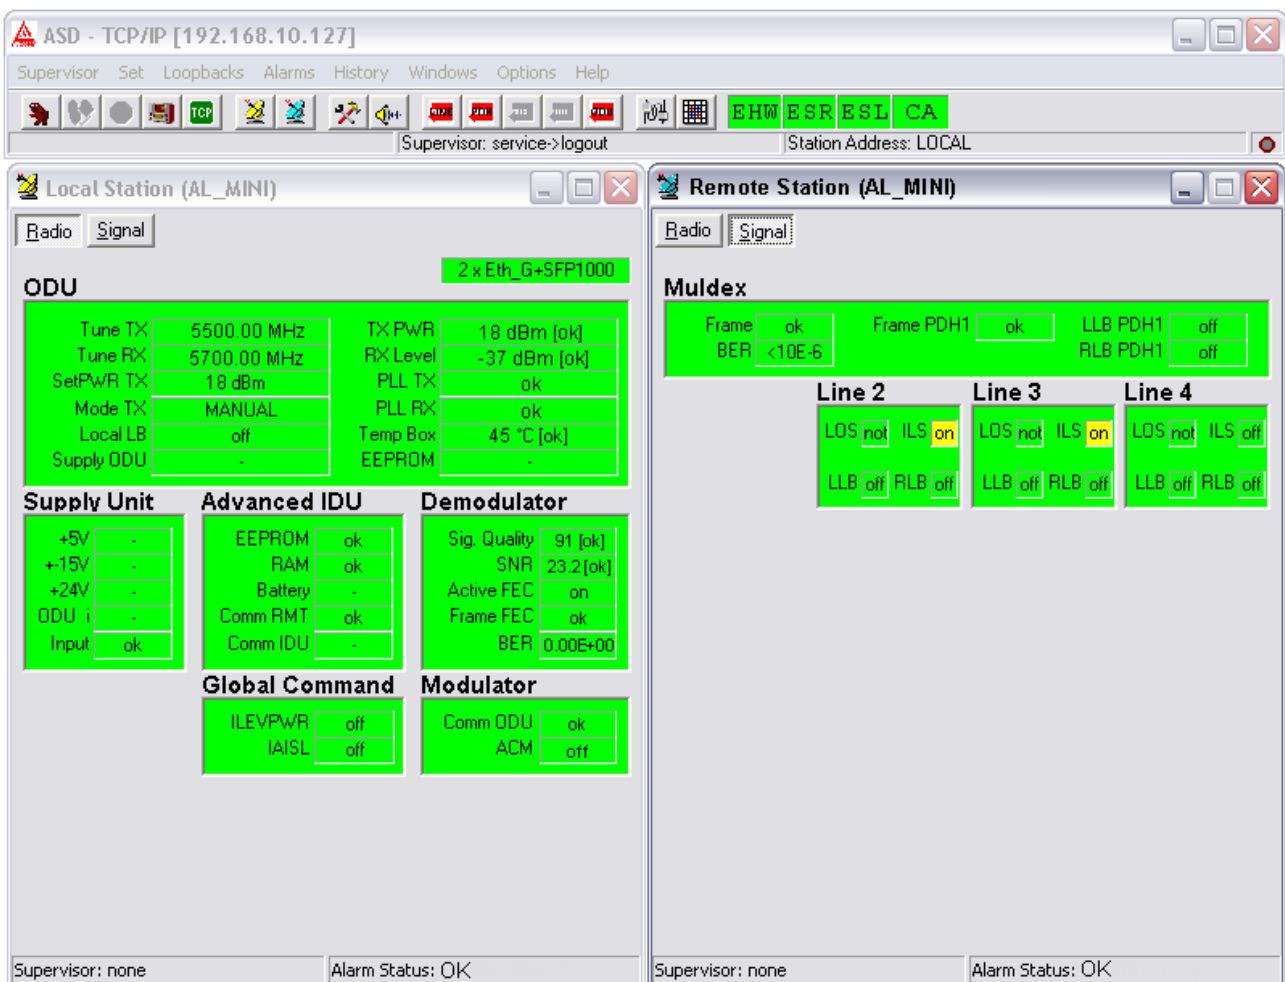 ASD - TCP/IP [192.168.10.127]
Supervisor Set Loopbacks Alarms History Windows Options Help
TCP LINE PDH PDH EHW ESR ESL CA
Supervisor: service->logout Station Address: LOCAL
Local Station (AL_MINI)
Radio Signal
2 x Eth_G+SFP1000
ODU
Tune TX 5500.00 MHz TX PWR 18 dBm [ok]
Tune RX 5700.00 MHz RX Level -37 dBm [ok]
SetPWR TX 18 dBm PLL TX ok
Mode TX MANUAL PLL RX ok
Local LB off Temp Box 45 °C [ok]
Supply ODU - EEPROM -
Supply Unit Advanced IDU Demodulator
+5V - EEPROM ok Sig. Quality 91 [ok]
+-15V - RAM ok SNR 23.2 [ok]
+24V - Battery - Active FEC on
ODU i - Comm RMT ok Frame FEC ok
Input ok Comm IDU - BER 0.00E+00
Global Command Modulator
ILEVPWR off Comm ODU ok
IAISL off ACM off
Supervisor: none Alarm Status: OK
Remote Station (AL_MINI)
Radio Signal
Muldex
Frame ok Frame PDH1 ok LLB PDH1 off
BER <10E-6 RLB PDH1 off
Line 2 Line 3 Line 4
LOS not ILS on LOS not ILS on LOS not ILS off
LLB off RLB off LLB off RLB off LLB off RLB off
Supervisor: none Alarm Status: OK